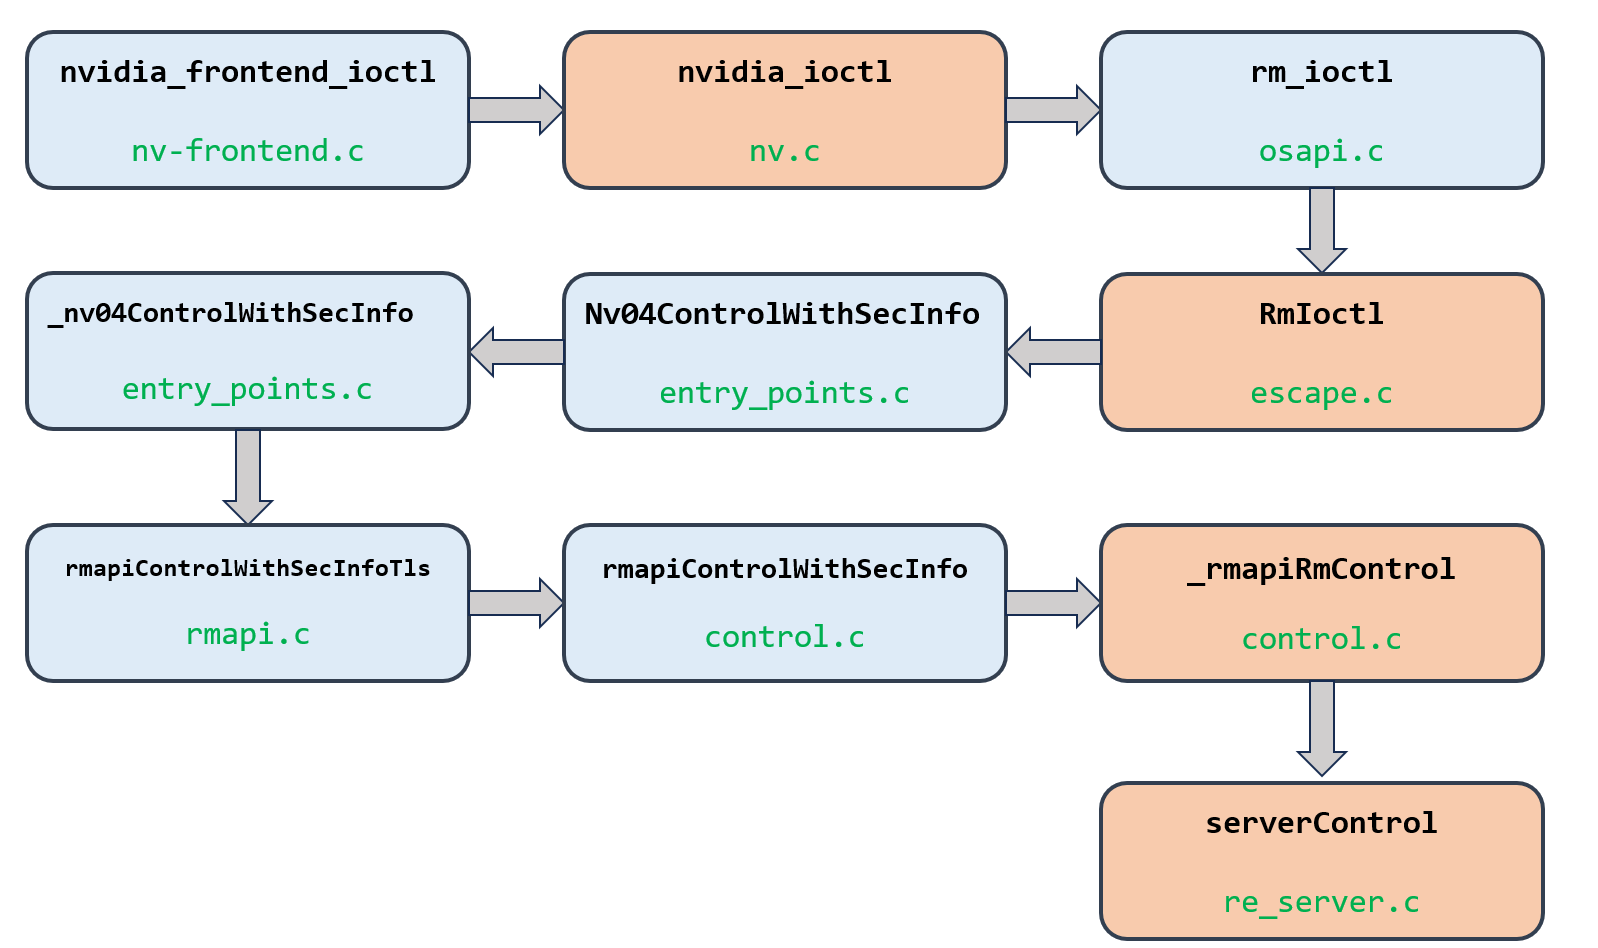 nvidia_frontend_ioctl
nv-frontend.c
nvidia_ioctl
nv.c
rm_ioctl
osapi.c
RmIoctl
escape.c
Nv04ControlWithSecInfo
entry_points.c
_nv04ControlWithSecInfo
entry_points.c
rmapiControlWithSecInfoTls
rmapi.c
rmapiControlWithSecInfo
control.c
_rmapiRmControl
control.c
serverControl
re_server.c